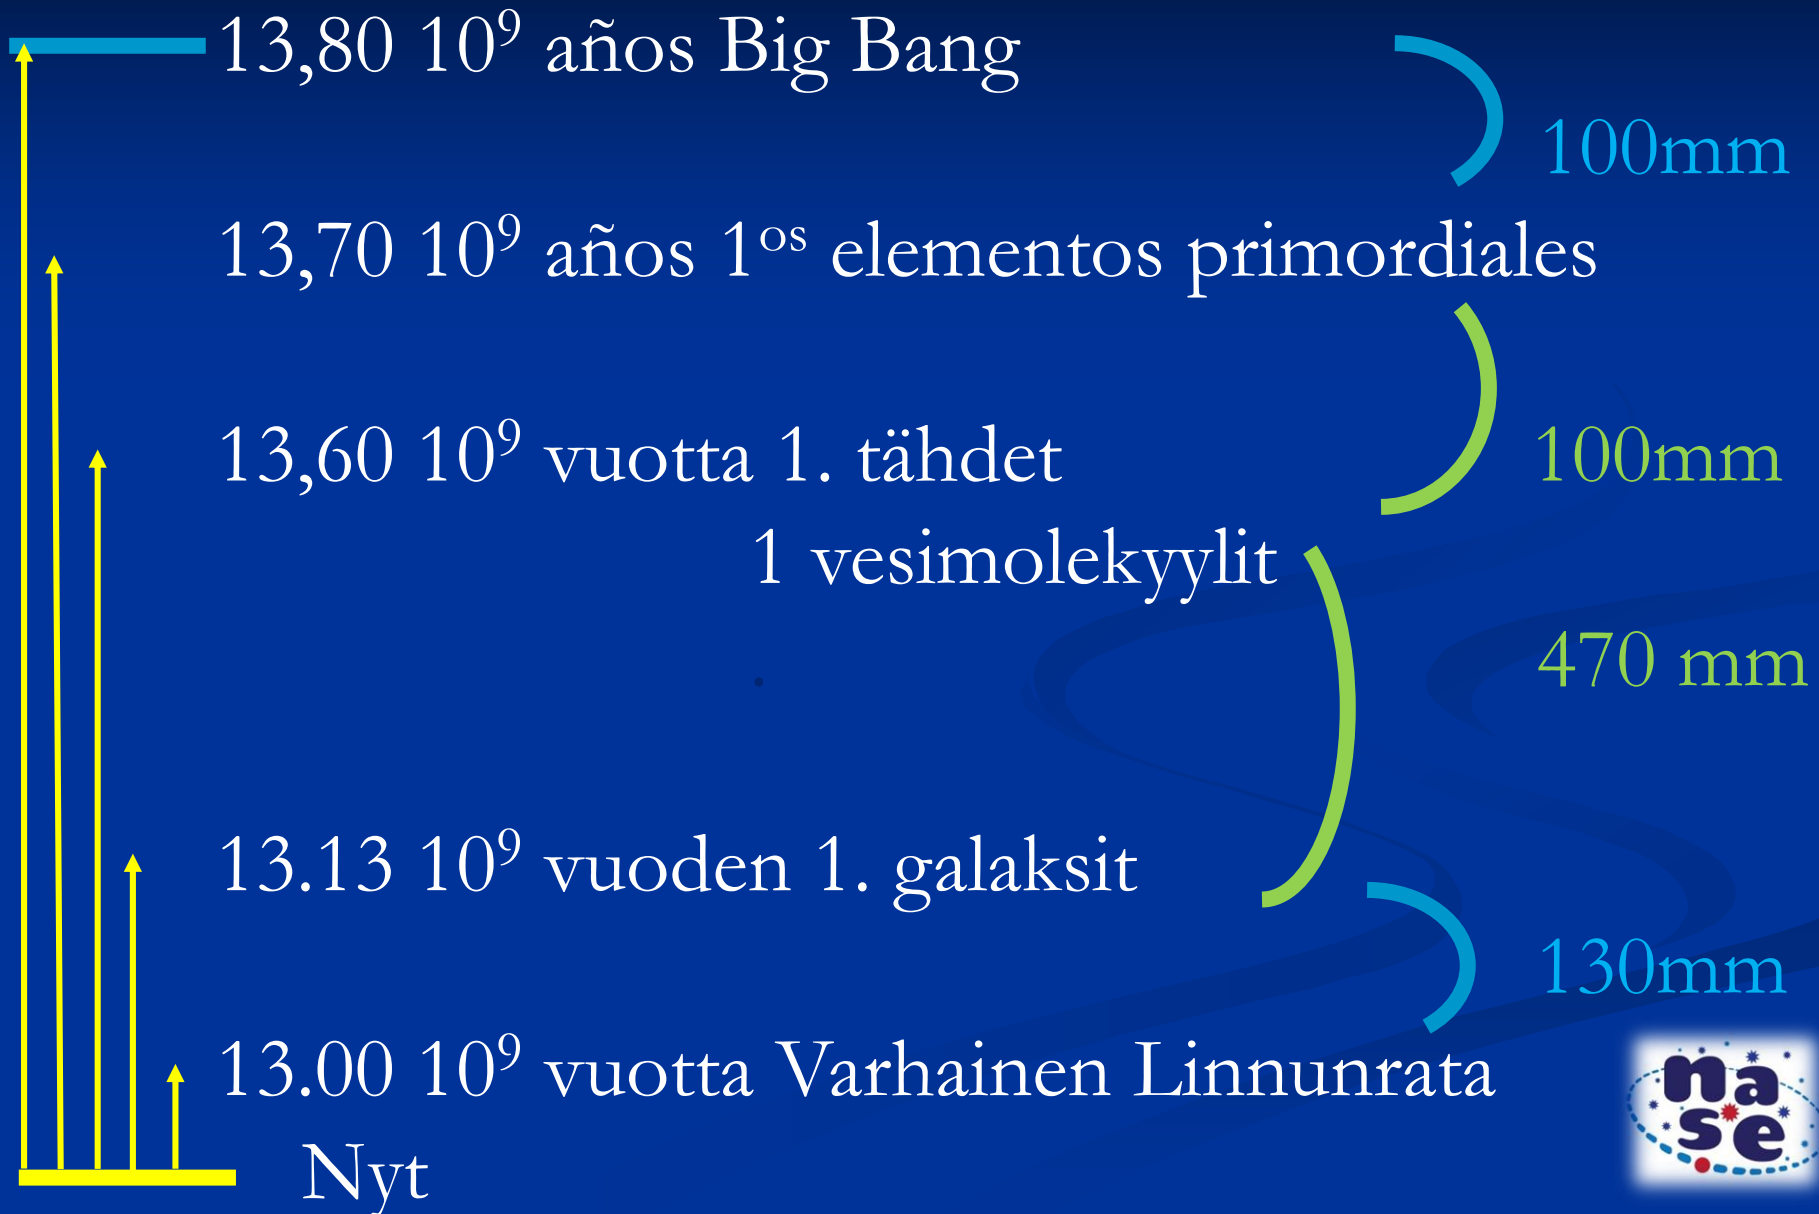 13,80 10⁹ años Big Bang
100mm
13,70 10⁹ años 1ᵒˢ elementos primordiales
13,60 10⁹ vuotta 1. tähdet
100mm
1 vesimolekyylit
470 mm
13.13 10⁹ vuoden 1. galaksit
130mm
13.00 10⁹ vuotta Varhainen Linnunrata
Nyt
na
se